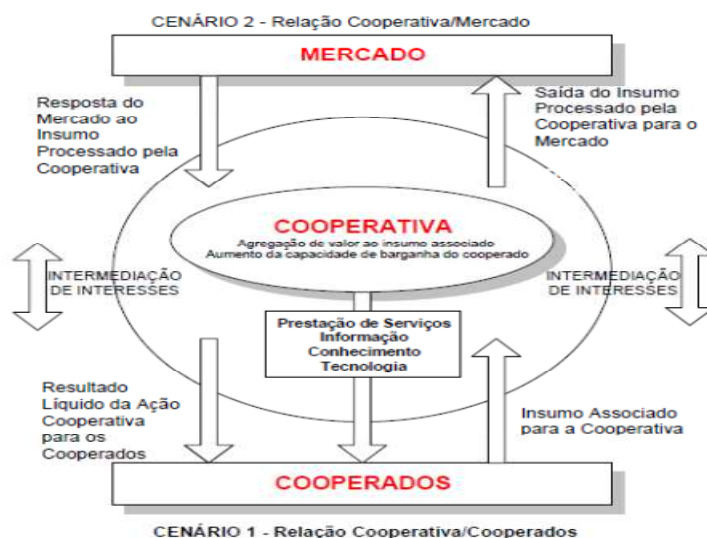 CENÁRIO 2 - Relação Cooperativa/Mercado
MERCADO
Resposta do
Mercado ao
Insumo
Processado pela
Cooperativa
Saída do Insumo
Processado pela
Cooperativa para o
Mercado
COOPERATIVA
Agregação de valor ao insumo associado
Aumento da capacidade de barganha do cooperado
INTERMEDIAÇÃO
DE INTERESSES
INTERMEDIAÇÃO
DE INTERESSES
Prestação de Serviços
Informação
Conhecimento
Tecnologia
Resultado
Líquido da Ação
Cooperativa
para os
Cooperados
Insumo Associado
para a Cooperativa
COOPERADOS
CENÁRIO 1 - Relação Cooperativa/Cooperados